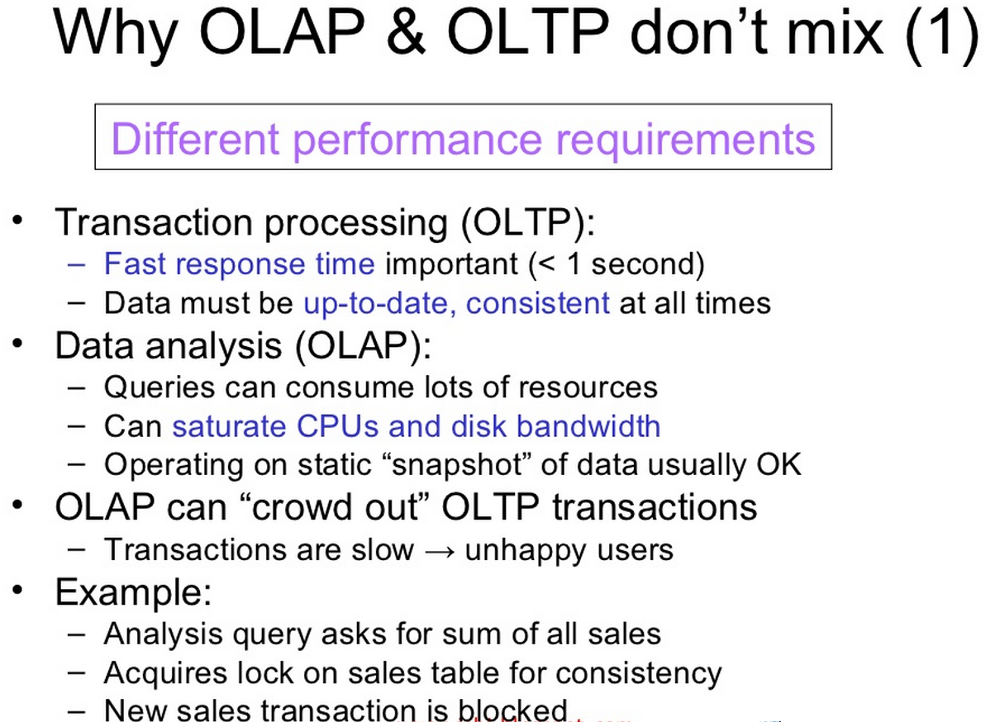 Why OLAP & OLTP don’t mix (1)
Different performance requirements
• Transaction processing (OLTP):
– Fast response time important (< 1 second)
– Data must be up-to-date, consistent at all times
• Data analysis (OLAP):
– Queries can consume lots of resources
– Can saturate CPUs and disk bandwidth
– Operating on static “snapshot” of data usually OK
• OLAP can “crowd out” OLTP transactions
– Transactions are slow → unhappy users
• Example:
– Analysis query asks for sum of all sales
– Acquires lock on sales table for consistency
– New sales transaction is blocked